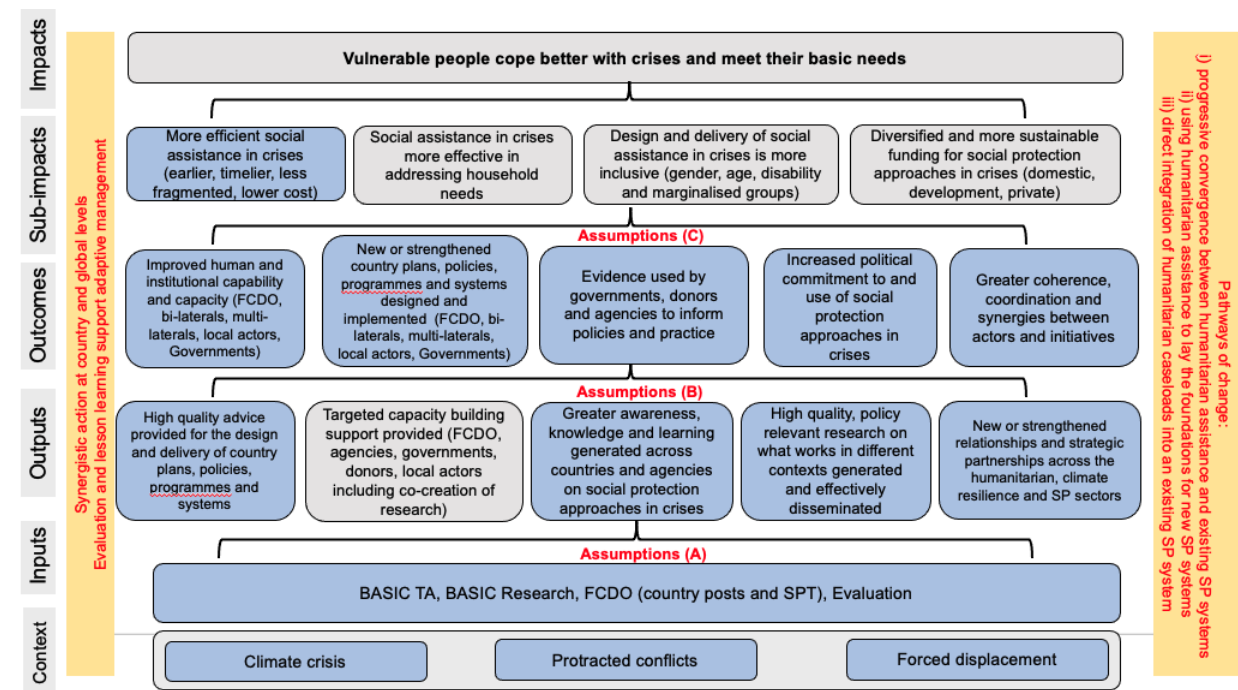 Impacts
Vulnerable people cope better with crises and meet their basic needs
Sub-impacts
More efficient social
assistance in crises
(earlier, timelier, less
fragmented, lower cost)
Social assistance in crises
more effective in
addressing household
needs
Design and delivery of social
assistance in crises is more
inclusive (gender, age, disability
and marginalised groups)
Diversified and more sustainable
funding for social protection
approaches in crises (domestic,
development, private)
Assumptions (C)
Outcomes
Improved human and
institutional capability
and capacity (FCDO,
bi-laterals, multi-
laterals, local actors,
Governments)
New or strengthened
country plans, policies,
programmes and systems
designed and
implemented (FCDO, bi-
laterals, multi-laterals,
local actors, Governments)
Evidence used by
governments, donors
and agencies to inform
policies and practice
Increased political
commitment to and
use of social
protection
approaches in
crises
Greater coherence,
coordination and
synergies between
actors and initiatives
Assumptions (B)
Outputs
High quality advice
provided for the design
and delivery of country
plans, policies,
programmes and
systems
Targeted capacity building
support provided (FCDO,
agencies, governments,
donors, local actors
including co-creation of
research)
Greater awareness,
knowledge and learning
generated across
countries and agencies
on social protection
approaches in crises
High quality, policy
relevant research on
what works in different
contexts generated
and effectively
disseminated
New or strengthened
relationships and strategic
partnerships across the
humanitarian, climate
resilience and SP sectors
Assumptions (A)
Inputs
BASIC TA, BASIC Research, FCDO (country posts and SPT), Evaluation
Context
Climate crisis
Protracted conflicts
Forced displacement
Synergistic action at country and global levels
Evaluation and lesson learning support adaptive management
Pathways of change:
i) progressive convergence between humanitarian assistance and existing SP systems
ii) using humanitarian assistance to lay the foundations for new SP systems
iii) direct integration of humanitarian caseloads into an existing SP system